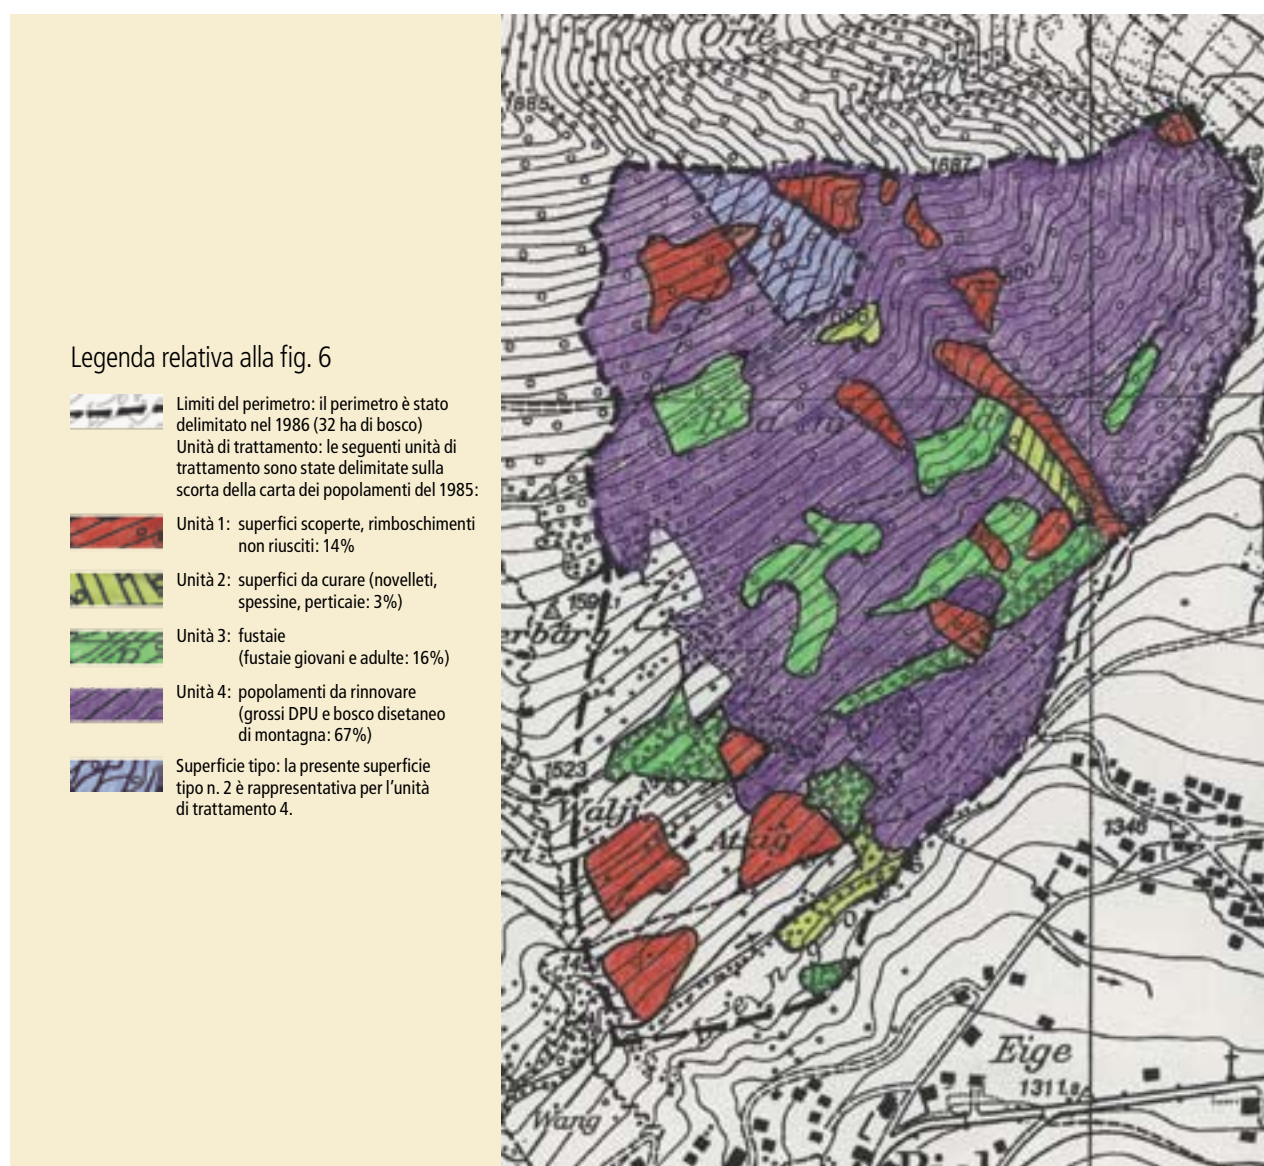 Legenda relativa alla fig. 6
Limiti del perimetro: il perimetro è stato
delimitato nel 1986 (32 ha di bosco)
Unità di trattamento: le seguenti unità di
trattamento sono state delimitate sulla
scorta della carta dei popolamenti del 1985:
Unità 1: superfici scoperte, rimboschimenti
non riusciti: 14%
Unità 2: superfici da curare (novelleti,
spessine, perticaie: 3%)
Unità 3: fustaie
(fustaie giovani e adulte: 16%)
Unità 4: popolamenti da rinnovare
(grossi DPU e bosco disetaneo
di montagna: 67%)
Superficie tipo: la presente superficie
tipo n. 2 è rappresentativa per l'unità
di trattamento 4.
Orte
1885
1687
erbärg
1523
Wang
1346
Eige
1311.8